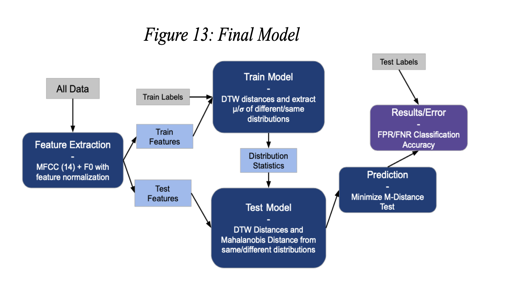 Figure 13: Final Model
All Data
Feature Extraction
-
MFCC (14) + F0 with
feature normalization
Train Labels
Train
Features
Test
Features
Train Model
-
DTW distances and extract
μ/σ of different/same
distributions
Distribution
Statistics
Test Model
-
DTW Distances and
Mahalanobis Distance from
same/different distributions
Test Labels
Results/Error
-
FPR/FNR Classification
Accuracy
Prediction
-
Minimize M-Distance
Test